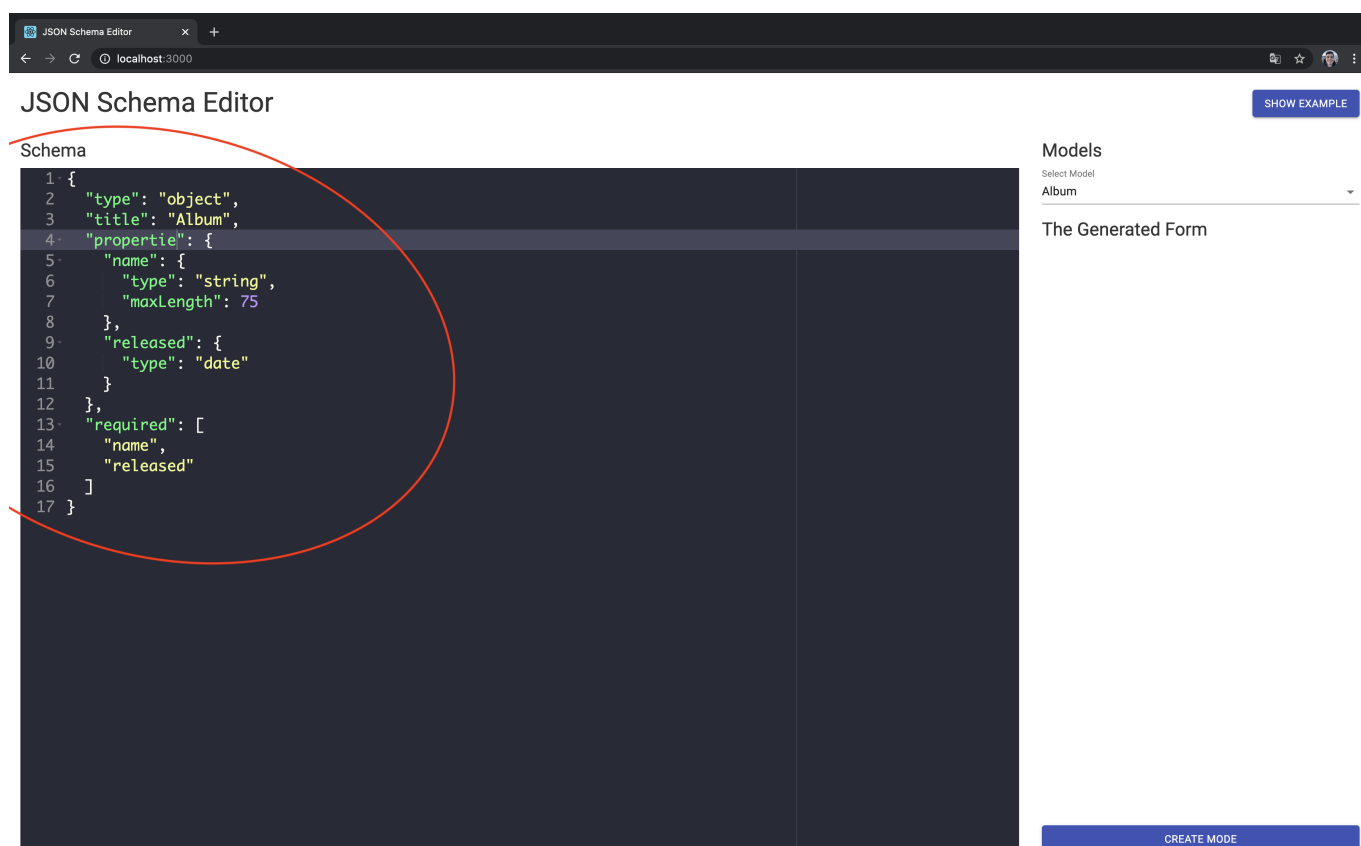 JSON Schema Editor
localhost:3000
JSON Schema Editor
SHOW EXAMPLE
Schema
1 {
2 "type": "object",
3 "title": "Album",
4 "propertie": {
5 "name": {
6 "type": "string",
7 "maxLength": 75
8 },
9 "released": {
10 "type": "date"
11 }
12 },
13 "required": [
14 "name",
15 "released"
16 ]
17 }
Models
Select Model
Album
The Generated Form
CREATE MODE